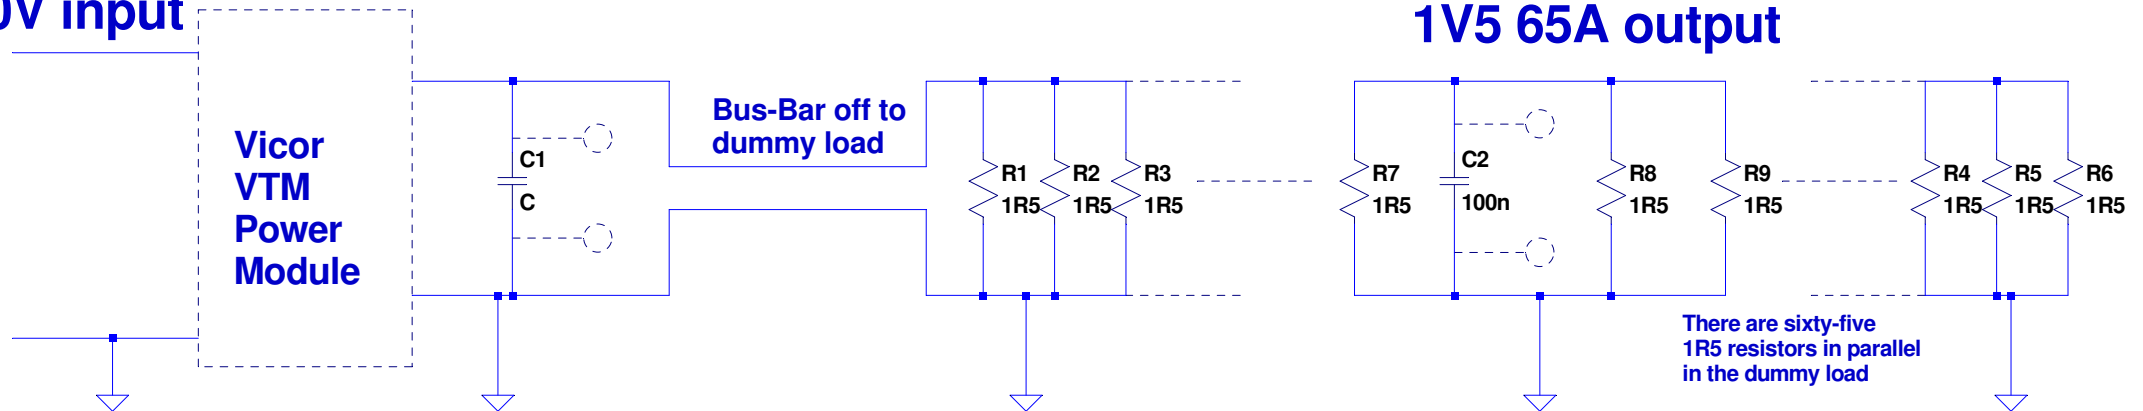 0V input
1V5 65A output
Vicor
VTM
Power
Module
C1
C
Bus-Bar off to
dummy load
R1
1R5
R2
1R5
R3
1R5
R7
1R5
C2
100n
R8
1R5
R9
1R5
R4
1R5
R5
1R5
R6
1R5
There are sixty-five
1R5 resistors in parallel
in the dummy load